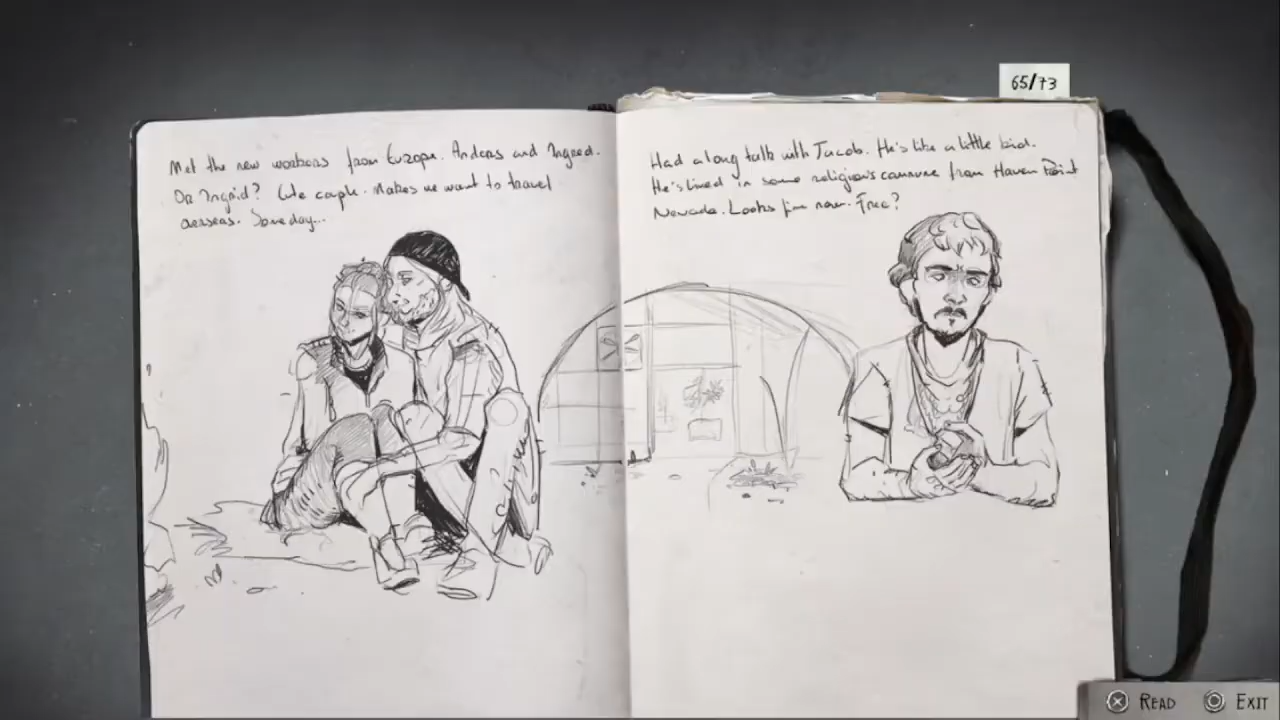 65/73
Met the new workers from Europe. Anders and Ingred.
Or Ingrid? Cute couple. Makes me want to travel
overseas. Someday...
Had a long talk with Jacob. He's like a little kid.
He's lived in some religious commune from Haven Point
Nevada. Looks fine now. Free?
READ
EXIT